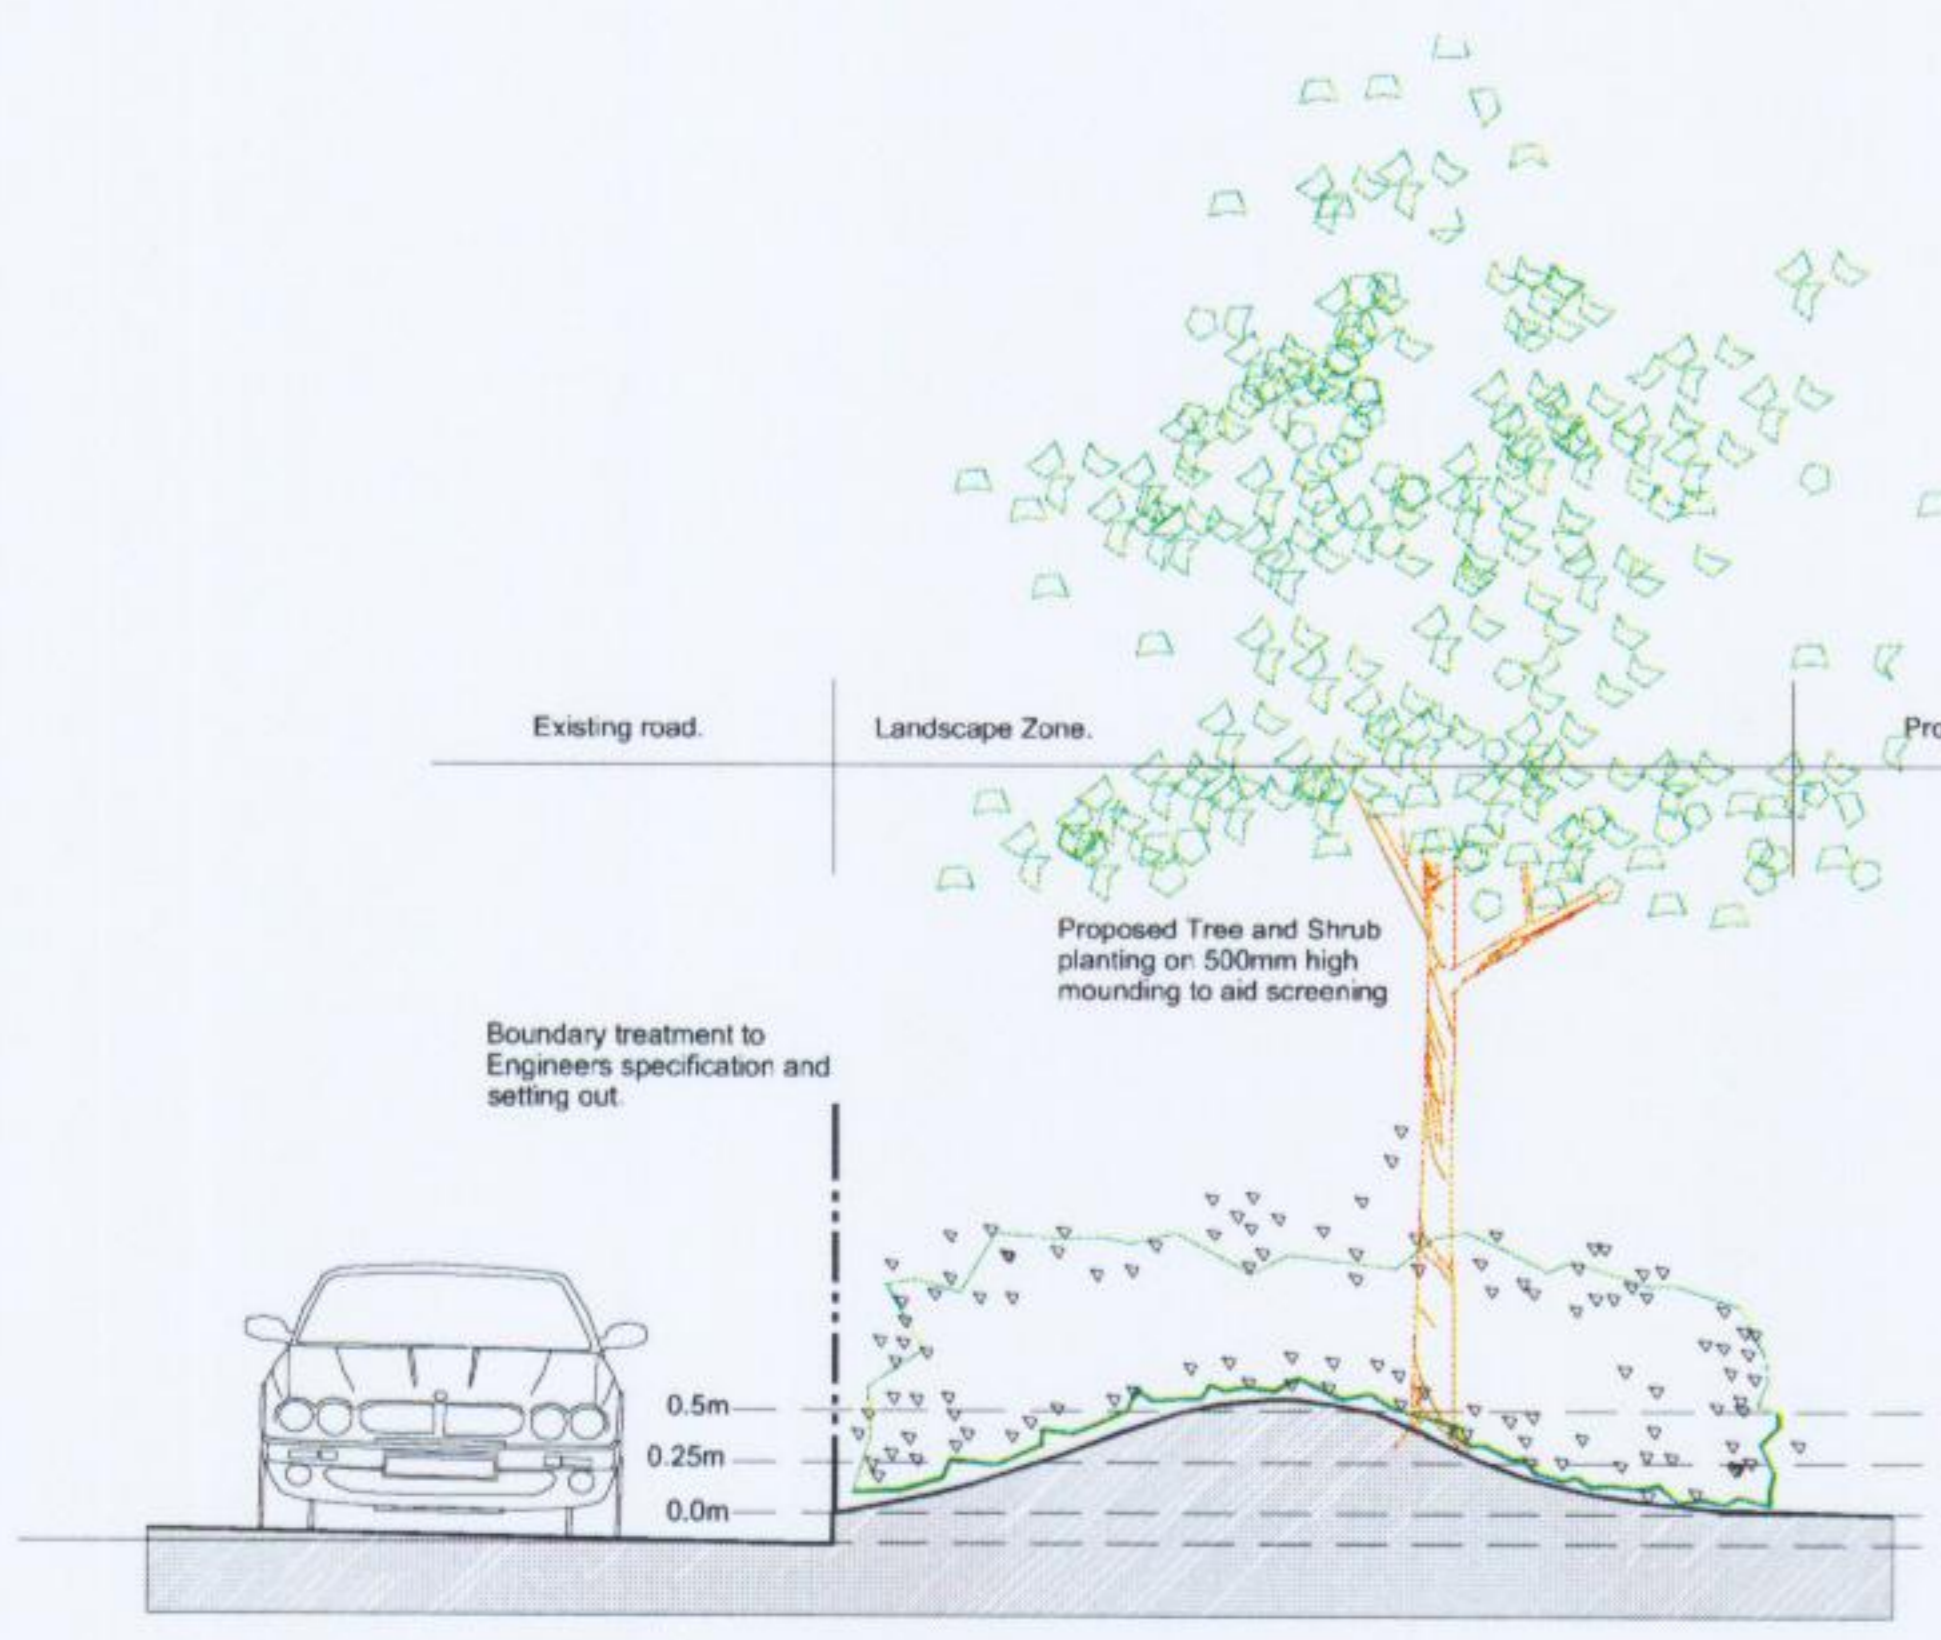 Existing road.
Landscape Zone.
Proposed Tree and Shrub
planting on 500mm high
mounding to aid screening
Boundary treatment to
Engineers specification and
setting out.
0.5m
0.25m
0.0m